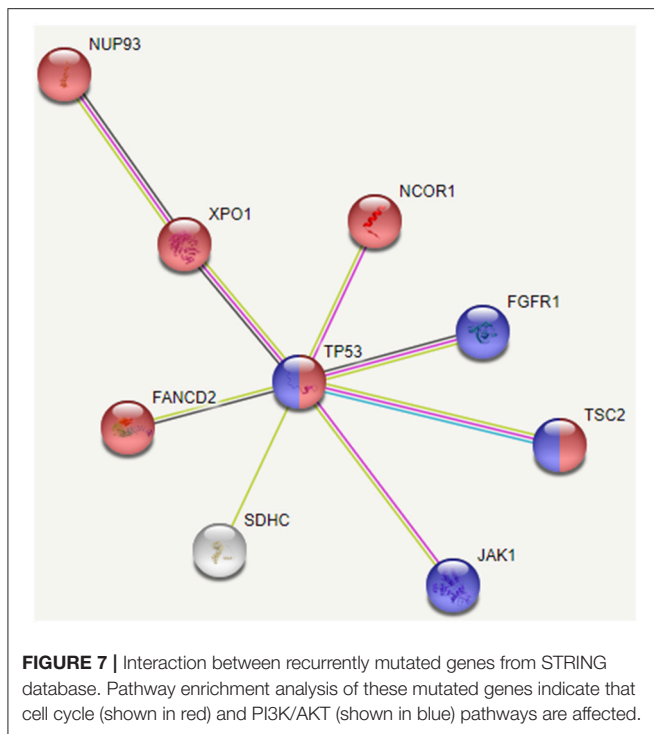 NUP93
XPO1
NCOR1
FGFR1
TP53
FANCD2
TSC2
SDHC
JAK1
FIGURE 7 | Interaction between recurrently mutated genes from STRING
database. Pathway enrichment analysis of these mutated genes indicate that
cell cycle (shown in red) and PI3K/AKT (shown in blue) pathways are affected.